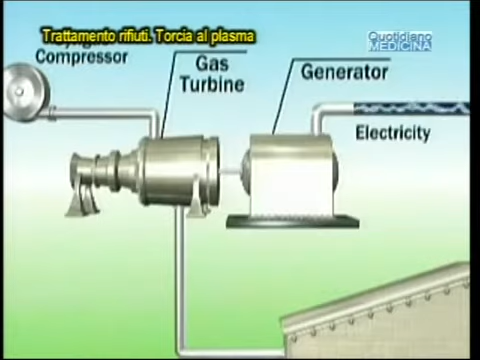 Trattamento rifiuti. Torcia al plasma
Quotidiano
MEDICINA
Compressor
Gas
Turbine
Generator
Electricity